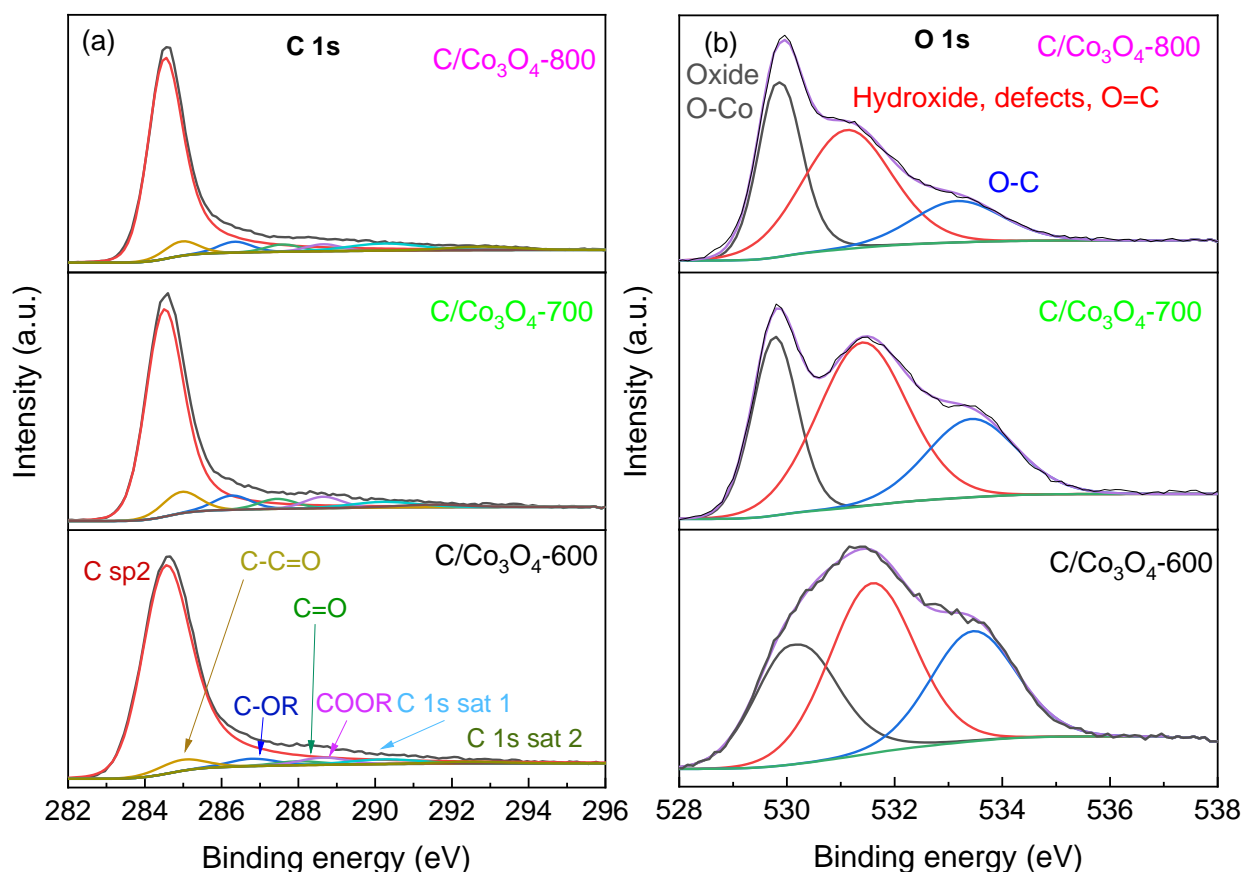 (a)
C 1s
C/Co₃O₄-800
C/Co₃O₄-700
C/Co₃O₄-600
C sp2
C-C=O
C=O
C-OR
COOR
C 1s sat 1
C 1s sat 2
Intensity (a.u.)
282 284 286 288 290 292 294 296
Binding energy (eV)
(b)
O 1s
C/Co₃O₄-800
Oxide
O-Co
Hydroxide, defects, O=C
O-C
C/Co₃O₄-700
C/Co₃O₄-600
Intensity (a.u.)
528 530 532 534 536 538
Binding energy (eV)